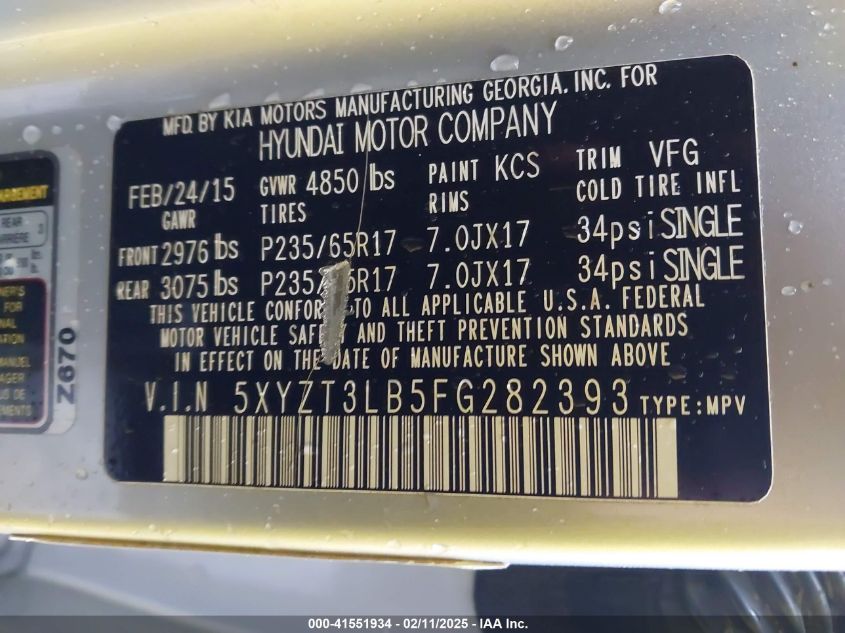 MFD. BY KIA MOTORS MANUFACTURING GEORGIA, INC. FOR
HYUNDAI MOTOR COMPANY
FEB/24/15 GVWR 4850 lbs PAINT KCS TRIM VFG
GAWR TIRES RIMS COLD TIRE INFL
FRONT 2976 lbs P235/65R17 7.0JX17 34psi SINGLE
REAR 3075 lbs P235/ 5R17 7.0JX17 34psi SINGLE
THIS VEHICLE CONFOR TO ALL APPLICABLE U.S.A. FEDERAL
MOTOR VEHICLE SAFE Y AND THEFT PREVENTION STANDARDS
IN EFFECT ON THE DATE OF MANUFACTURE SHOWN ABOVE
V.I.N 5XYZT3LB5FG282393 TYPE:MPV
REAR
Z670
000-41551934 - 02/11/2025 - IAA Inc.